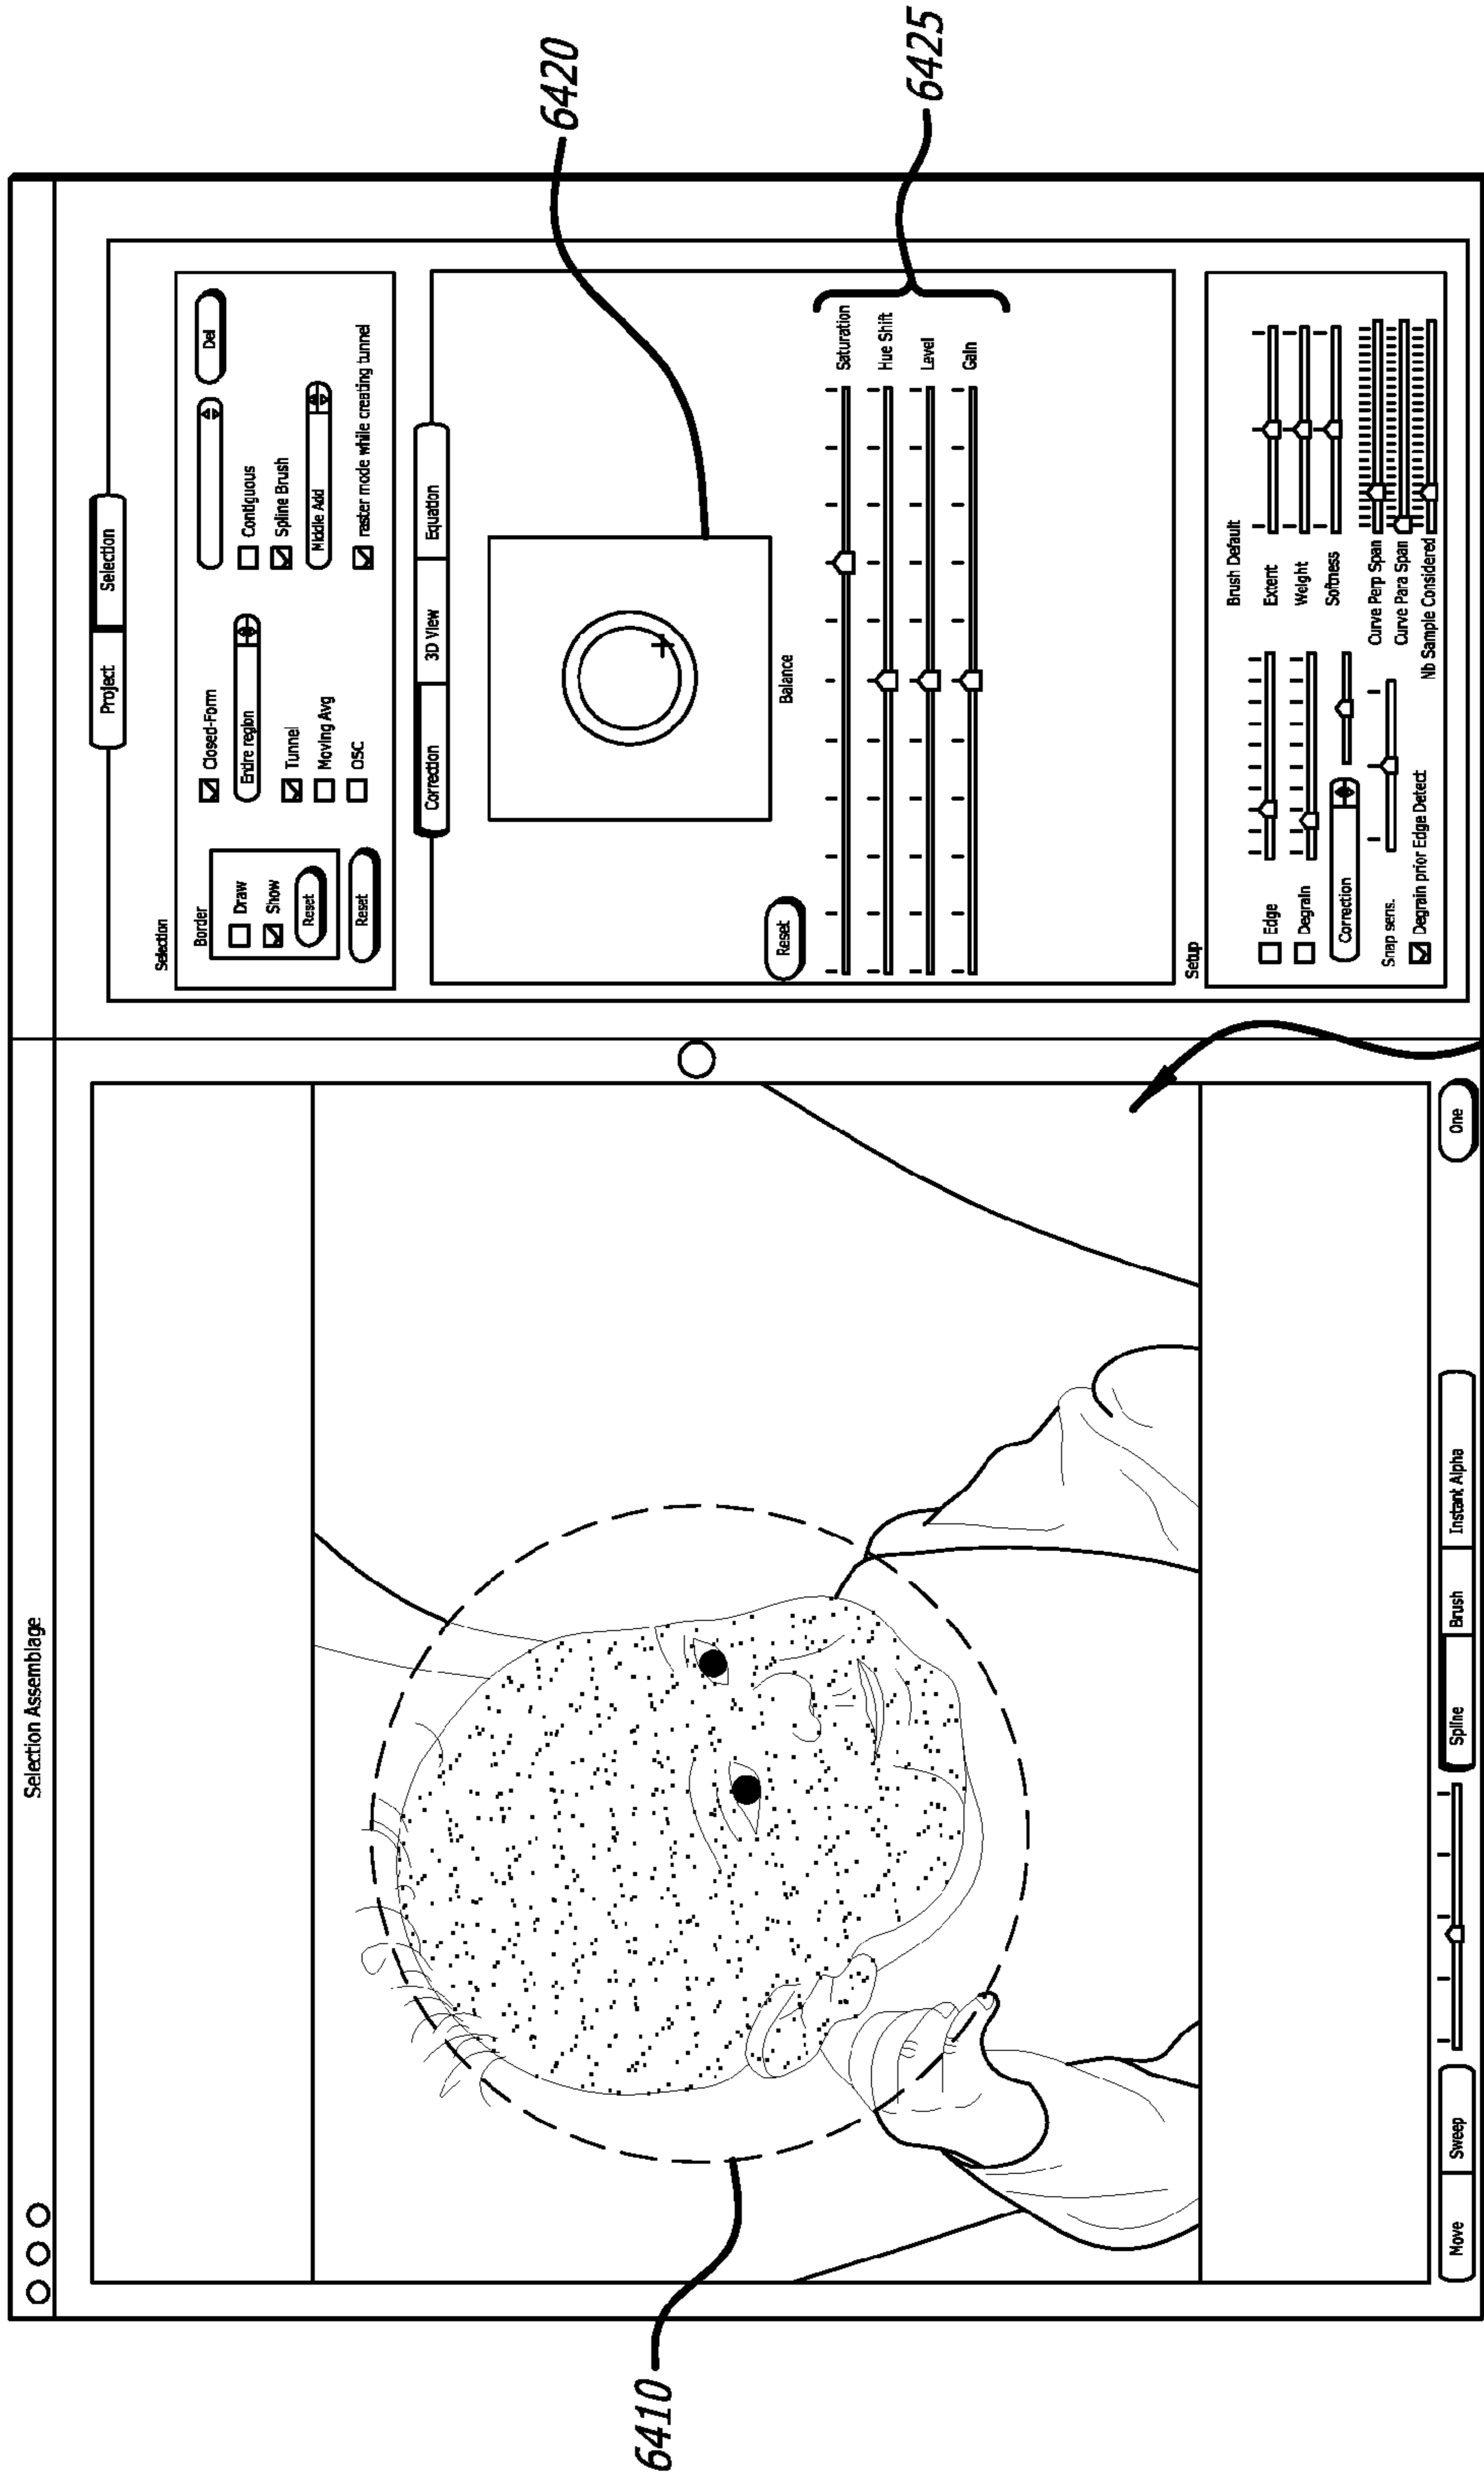 6420
6425
6410
Selection Assemblage
Project
Selection
Selection
Border
Draw
Show
Reset
Reset
Closed-Form
Entire region
Tunnel
Moving Avg
OSC
Del
Contiguous
Spline Brush
Middle Add
raster mode while creating tunnel
Correction
3D View
Equation
Balance
Reset
Saturation
Hue Shift
Level
Gain
Setup
Edge
Degrain
Correction
Snap sens.
Degrain prior Edge Detect
Brush Default
Extent
Weight
Softness
Curve Perp Span
Curve Para Span
Nb Sample Considered
Move
Sweep
Spline
Brush
Instant Alpha
One